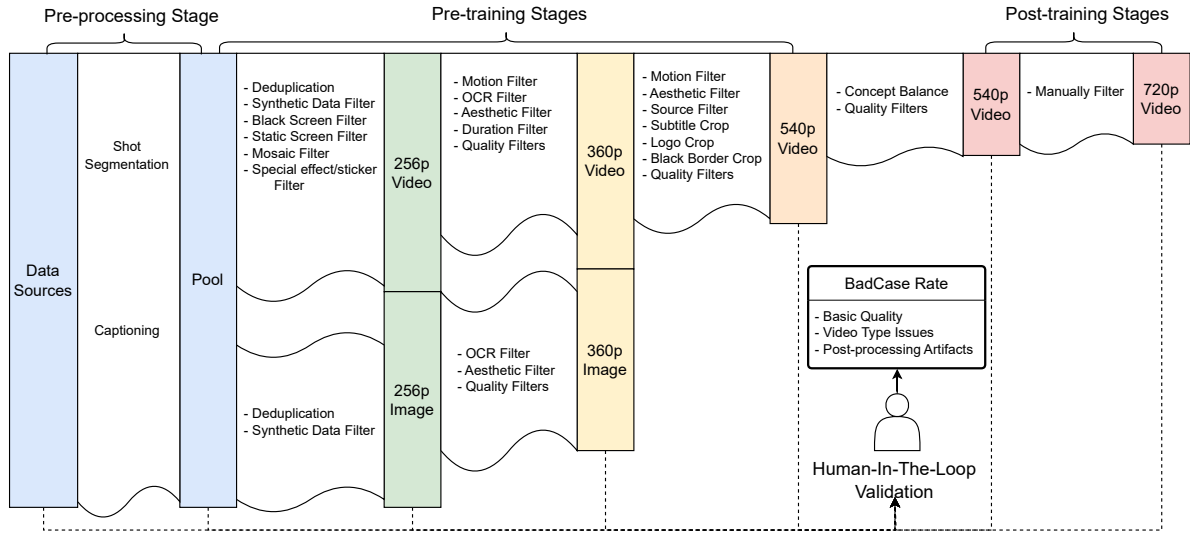 Pre-processing Stage
Pre-training Stages
Post-training Stages
Data
Sources
Shot
Segmentation
Captioning
Pool
- Deduplication
- Synthetic Data Filter
- Black Screen Filter
- Static Screen Filter
- Mosaic Filter
- Special effect/sticker
Filter
- Deduplication
- Synthetic Data Filter
256p
Video
256p
Image
- Motion Filter
- OCR Filter
- Aesthetic Filter
- Duration Filter
- Quality Filters
- OCR Filter
- Aesthetic Filter
- Quality Filters
360p
Video
360p
Image
- Motion Filter
- Aesthetic Filter
- Source Filter
- Subtitle Crop
- Logo Crop
- Black Border Crop
- Quality Filters
540p
Video
- Concept Balance
- Quality Filters
540p
Video
- Manually Filter
720p
Video
BadCase Rate
- Basic Quality
- Video Type Issues
- Post-processing Artifacts
Human-In-The-Loop
Validation